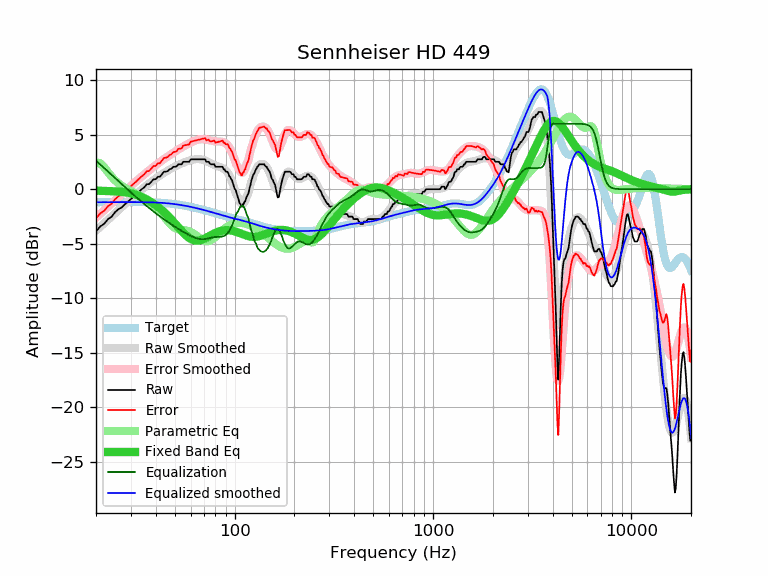 Sennheiser HD 449
10
5
0
−5
−10
−15
−20
−25
Amplitude (dBr)
Target
Raw Smoothed
Error Smoothed
Raw
Error
Parametric Eq
Fixed Band Eq
Equalization
Equalized smoothed
100 1000 10000
Frequency (Hz)